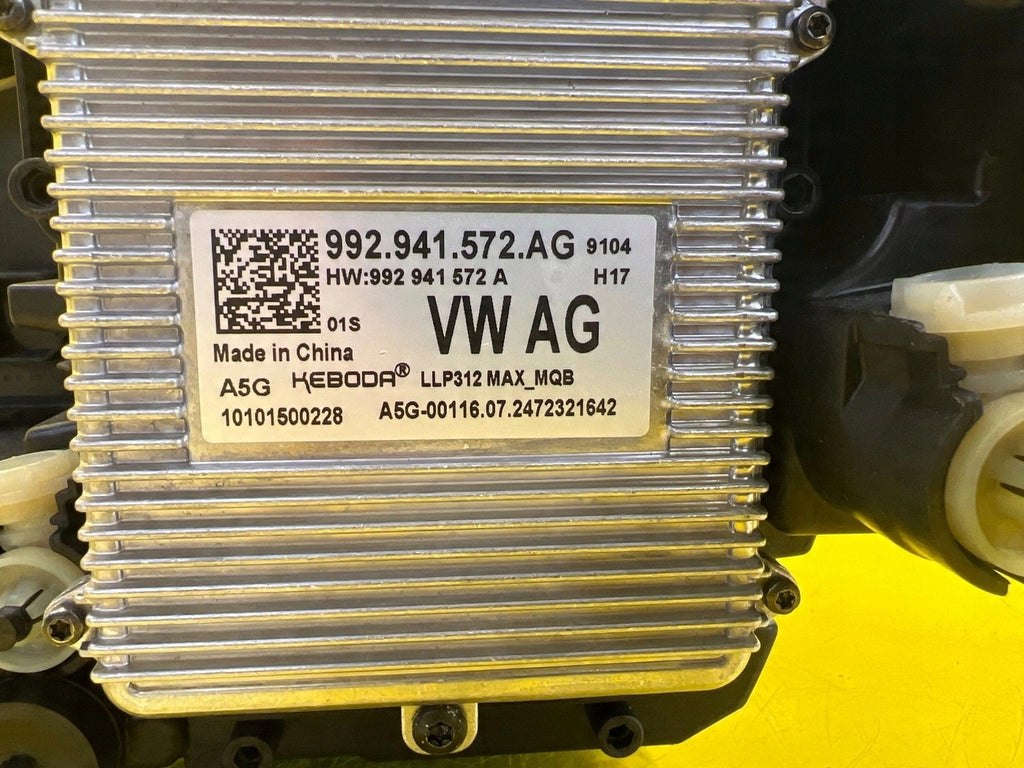 992.941.572.AG 9104
HW:992 941 572 A H17
01S VW AG
Made in China
A5G KEBODA® LLP312 MAX_MQB
10101500228 A5G-00116.07.2472321642